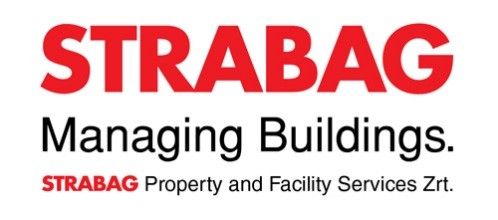 STRABAG
Managing Buildings.
STRABAG Property and Facility Services Zrt.